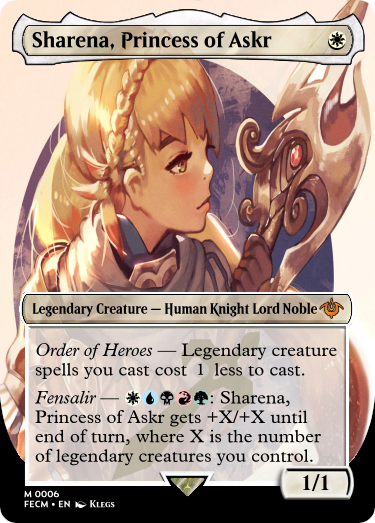 Sharena, Princess of Askr
Legendary Creature — Human Knight Lord Noble
Order of Heroes — Legendary creature
spells you cast cost 1 less to cast.
Fensalir — : Sharena,
Princess of Askr gets +X/+X until
end of turn, where X is the number
of legendary creatures you control.
1/1
M 0006
FECM • EN Klegs